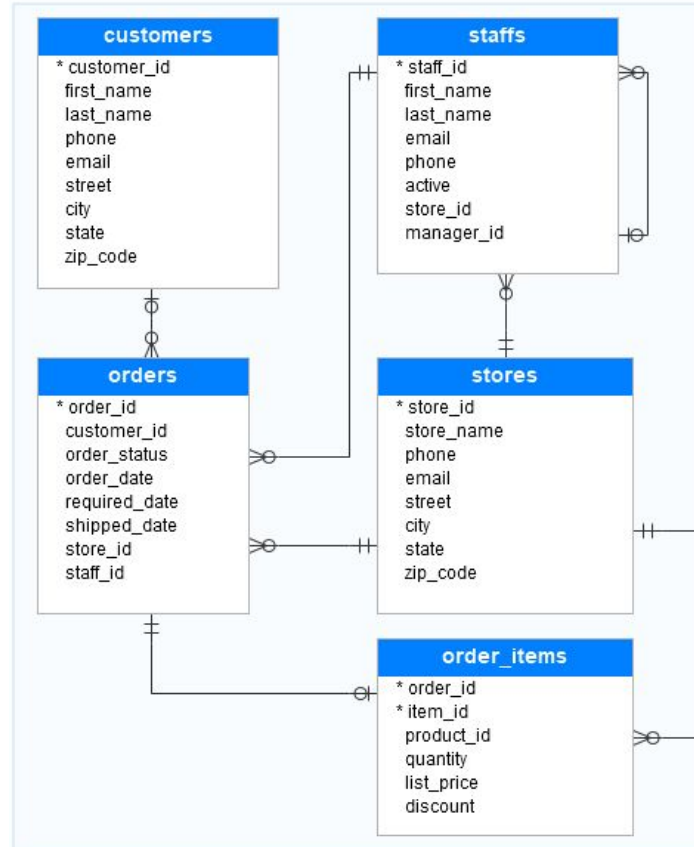 customers
* customer_id
first_name
last_name
phone
email
street
city
state
zip_code
staffs
* staff_id
first_name
last_name
email
phone
active
store_id
manager_id
orders
* order_id
customer_id
order_status
order_date
required_date
shipped_date
store_id
staff_id
stores
* store_id
store_name
phone
email
street
city
state
zip_code
order_items
* order_id
* item_id
product_id
quantity
list_price
discount